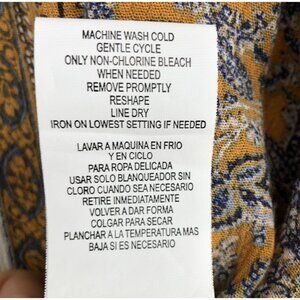 MACHINE WASH COLD
GENTLE CYCLE
ONLY NON-CHLORINE BLEACH
WHEN NEEDED
REMOVE PROMPTLY
RESHAPE
LINE DRY
IRON ON LOWEST SETTING IF NEEDED
LAVAR A MAQUINA EN FRIO
Y EN CICLO
PARA ROPA DELICADA
USAR SOLO BLANQUEADOR SIN
CLORO CUANDO SEA NECESARIO
RETIRE INMEDIATAMENTE
VOLVER A DAR FORMA
COLGAR PARA SECAR
PLANCHAR A LA TEMPERATURA MAS
BAJA SI ES NECESARIO